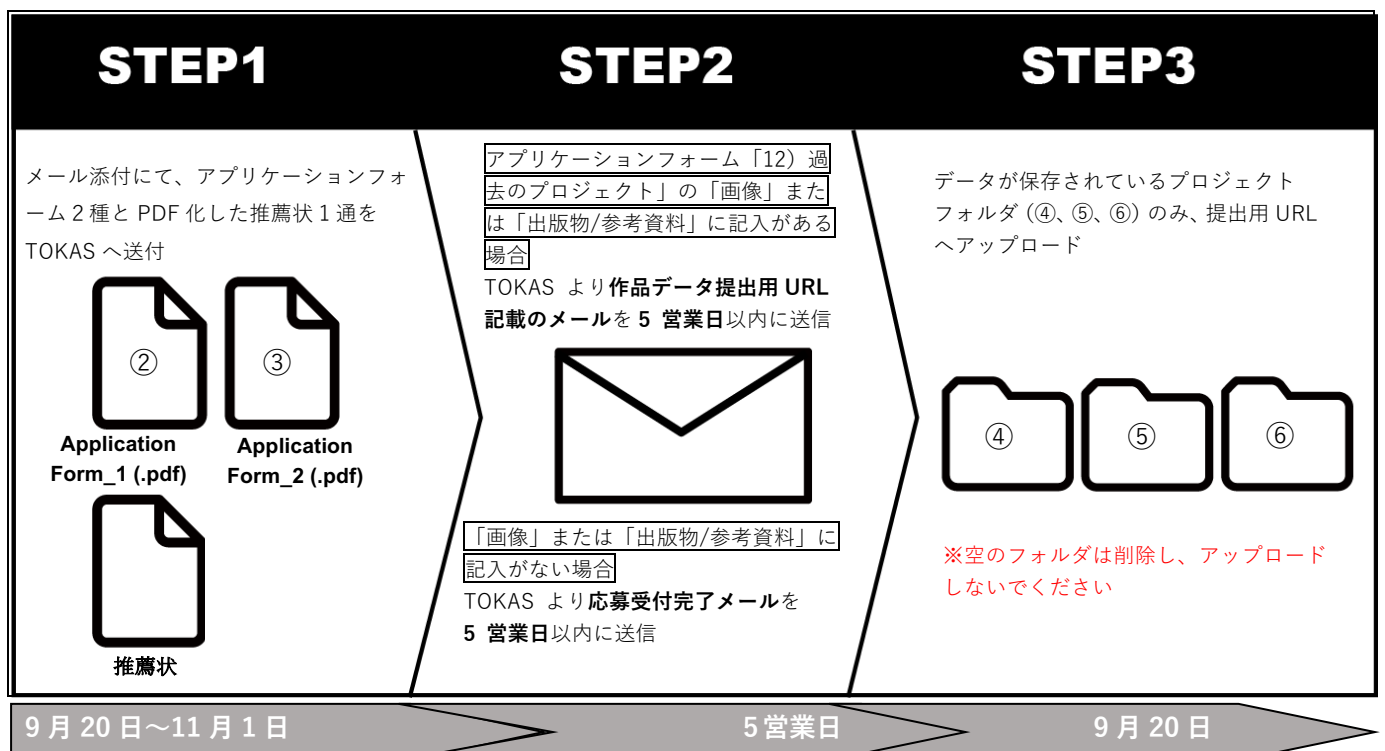 STEP1
メール添付にて、アプリケーションフォ
ーム2種と PDF 化した推薦状1通を
TOKAS へ送付
②
③
Application
Form_1 (.pdf)
Application
Form_2 (.pdf)
推薦状
9月20日～11月1日
STEP2
アプリケーションフォーム「12）過
去のプロジェクト」の「画像」また
は「出版物/参考資料」に記入がある
場合
TOKAS より作品データ提出用 URL
記載のメールを 5 営業日以内に送信
「画像」または「出版物/参考資料」に
記入がない場合
TOKAS より応募受付完了メールを
5 営業日以内に送信
5営業日
STEP3
データが保存されているプロジェクト
フォルダ（④、⑤、⑥）のみ、提出用 URL
へアップロード
④
⑤
⑥
※空のフォルダは削除し、アップロード
しないでください
9月20日